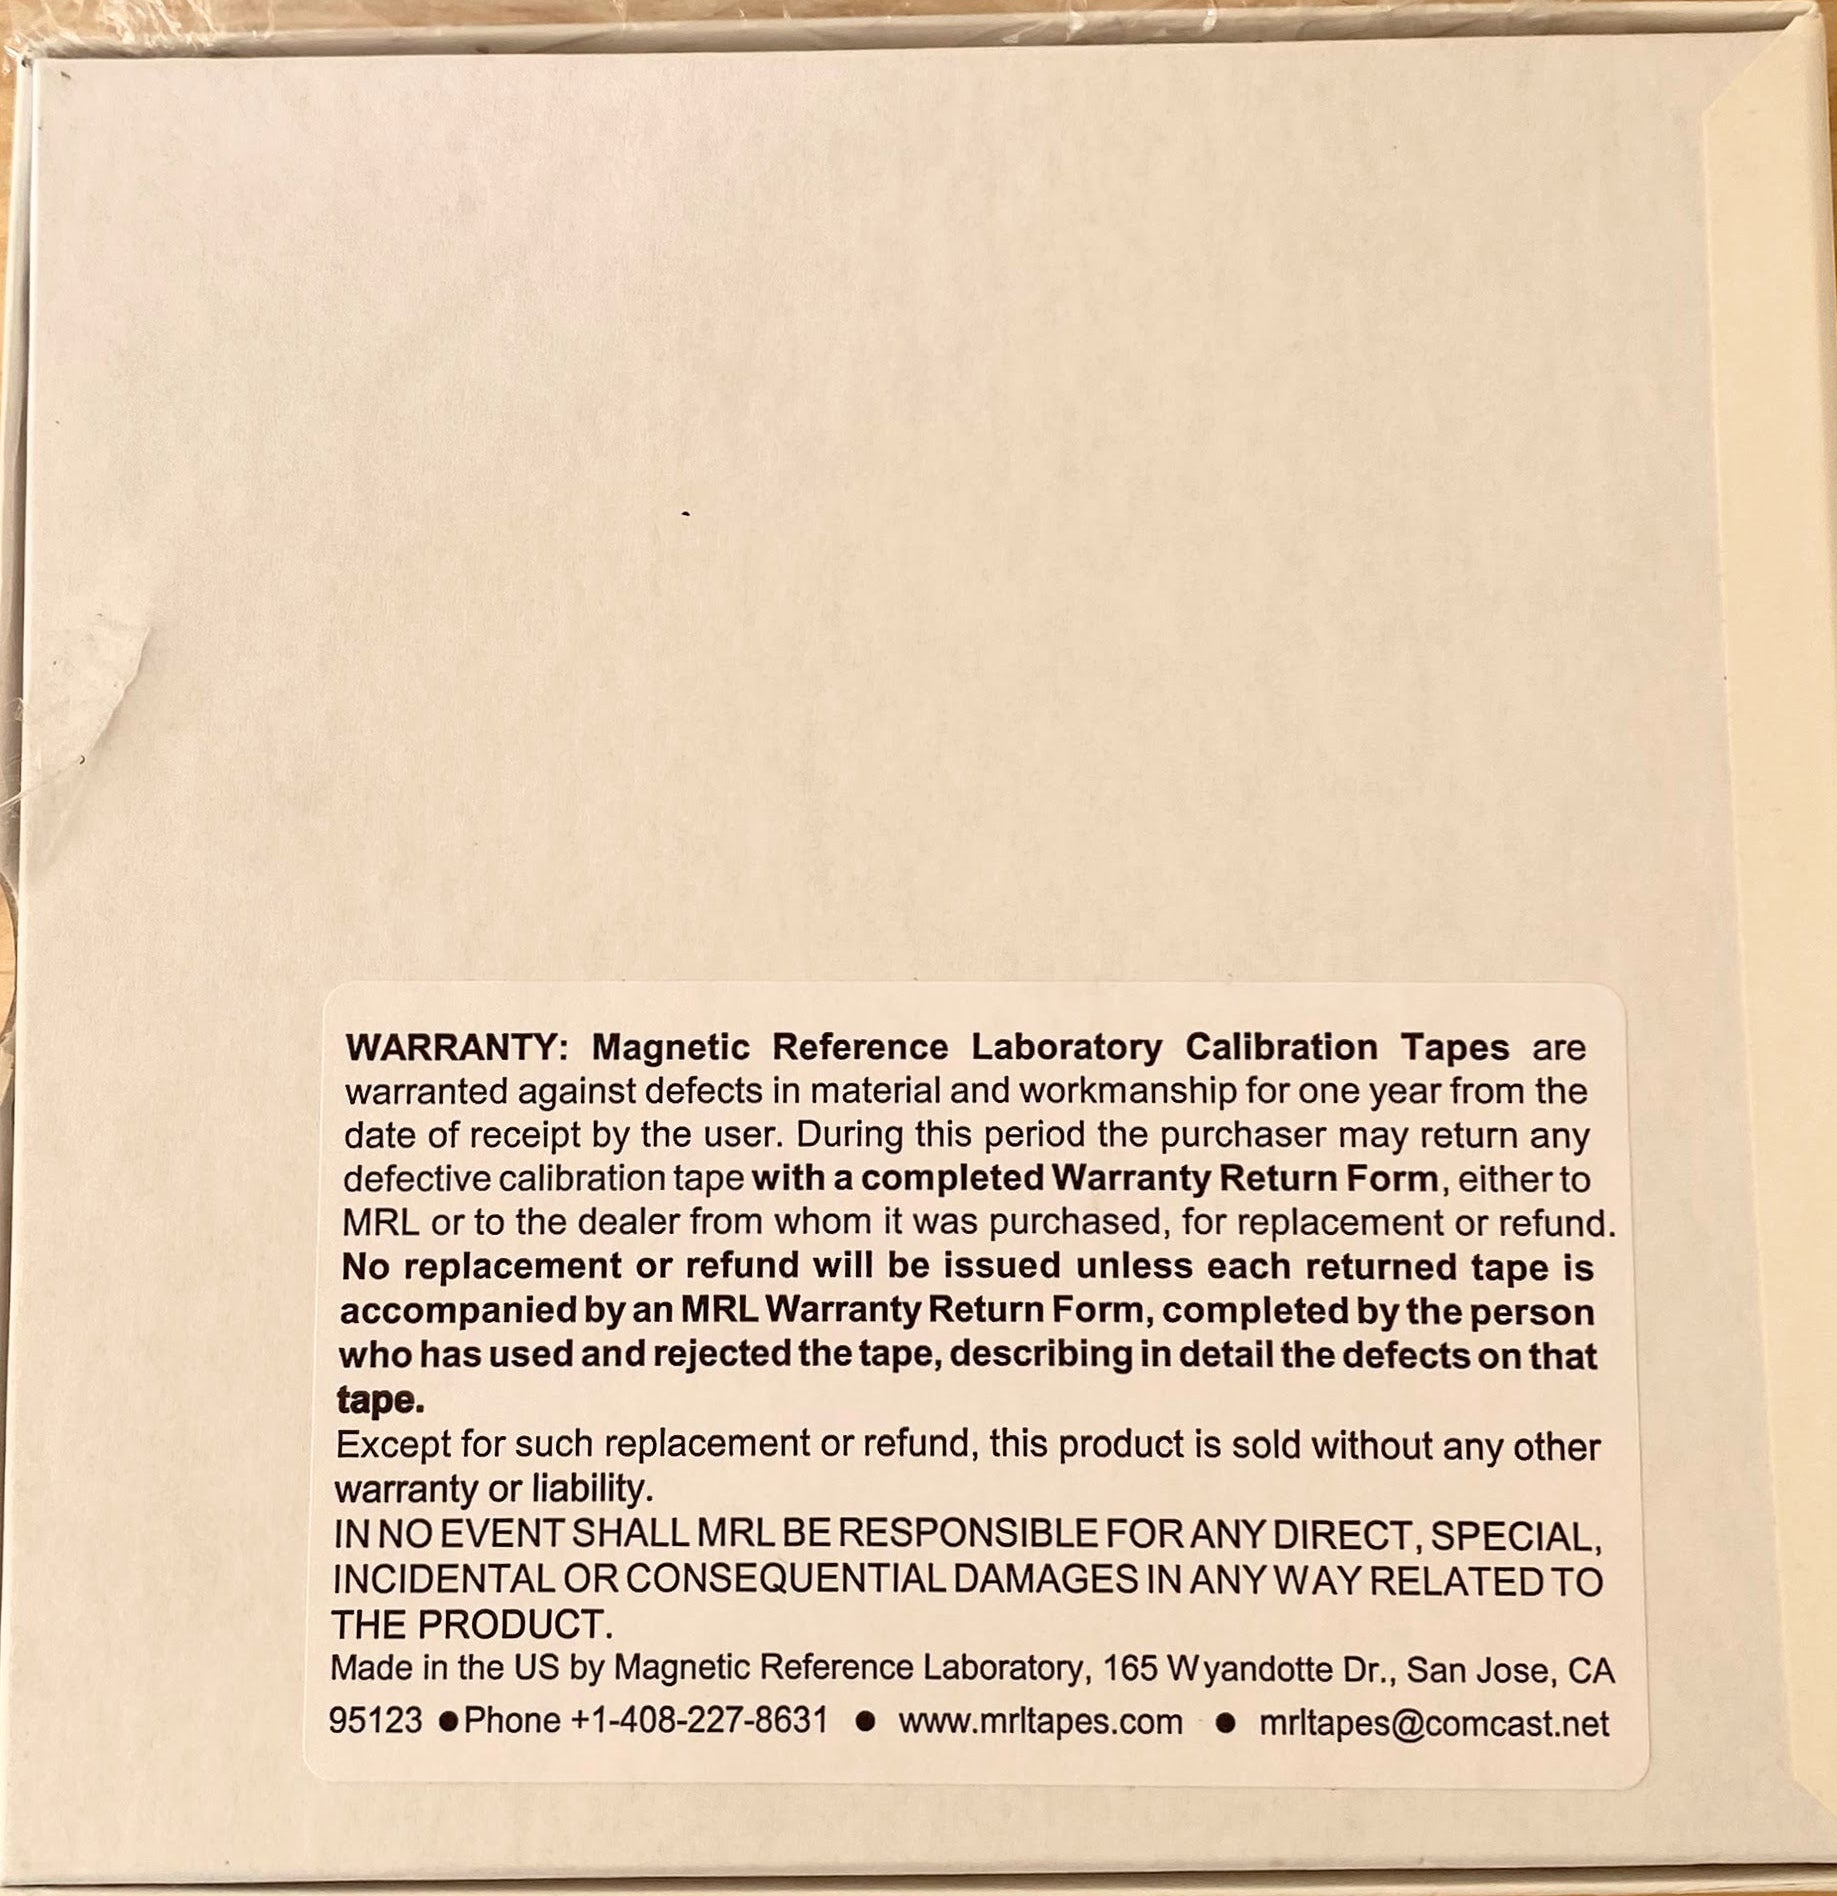 WARRANTY: Magnetic Reference Laboratory Calibration Tapes are
warranted against defects in material and workmanship for one year from the
date of receipt by the user. During this period the purchaser may return any
defective calibration tape with a completed Warranty Return Form, either to
MRL or to the dealer from whom it was purchased, for replacement or refund.
No replacement or refund will be issued unless each returned tape is
accompanied by an MRL Warranty Return Form, completed by the person
who has used and rejected the tape, describing in detail the defects on that
tape.
Except for such replacement or refund, this product is sold without any other
warranty or liability.
IN NO EVENT SHALL MRL BE RESPONSIBLE FOR ANY DIRECT, SPECIAL,
INCIDENTAL OR CONSEQUENTIAL DAMAGES IN ANY WAY RELATED TO
THE PRODUCT.
Made in the US by Magnetic Reference Laboratory, 165 Wyandotte Dr., San Jose, CA
95123 ●Phone +1-408-227-8631 ● www.mrltapes.com ● mrltapes@comcast.net